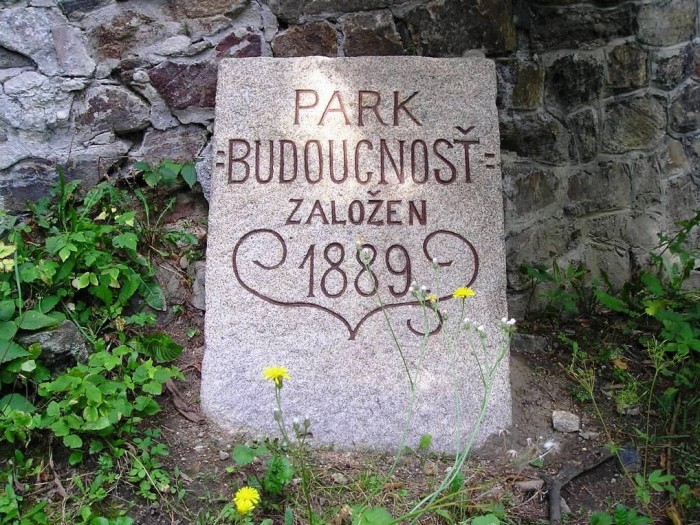 PARK
=BUDOUCNOSŤ=
ZALOŽEN
1889